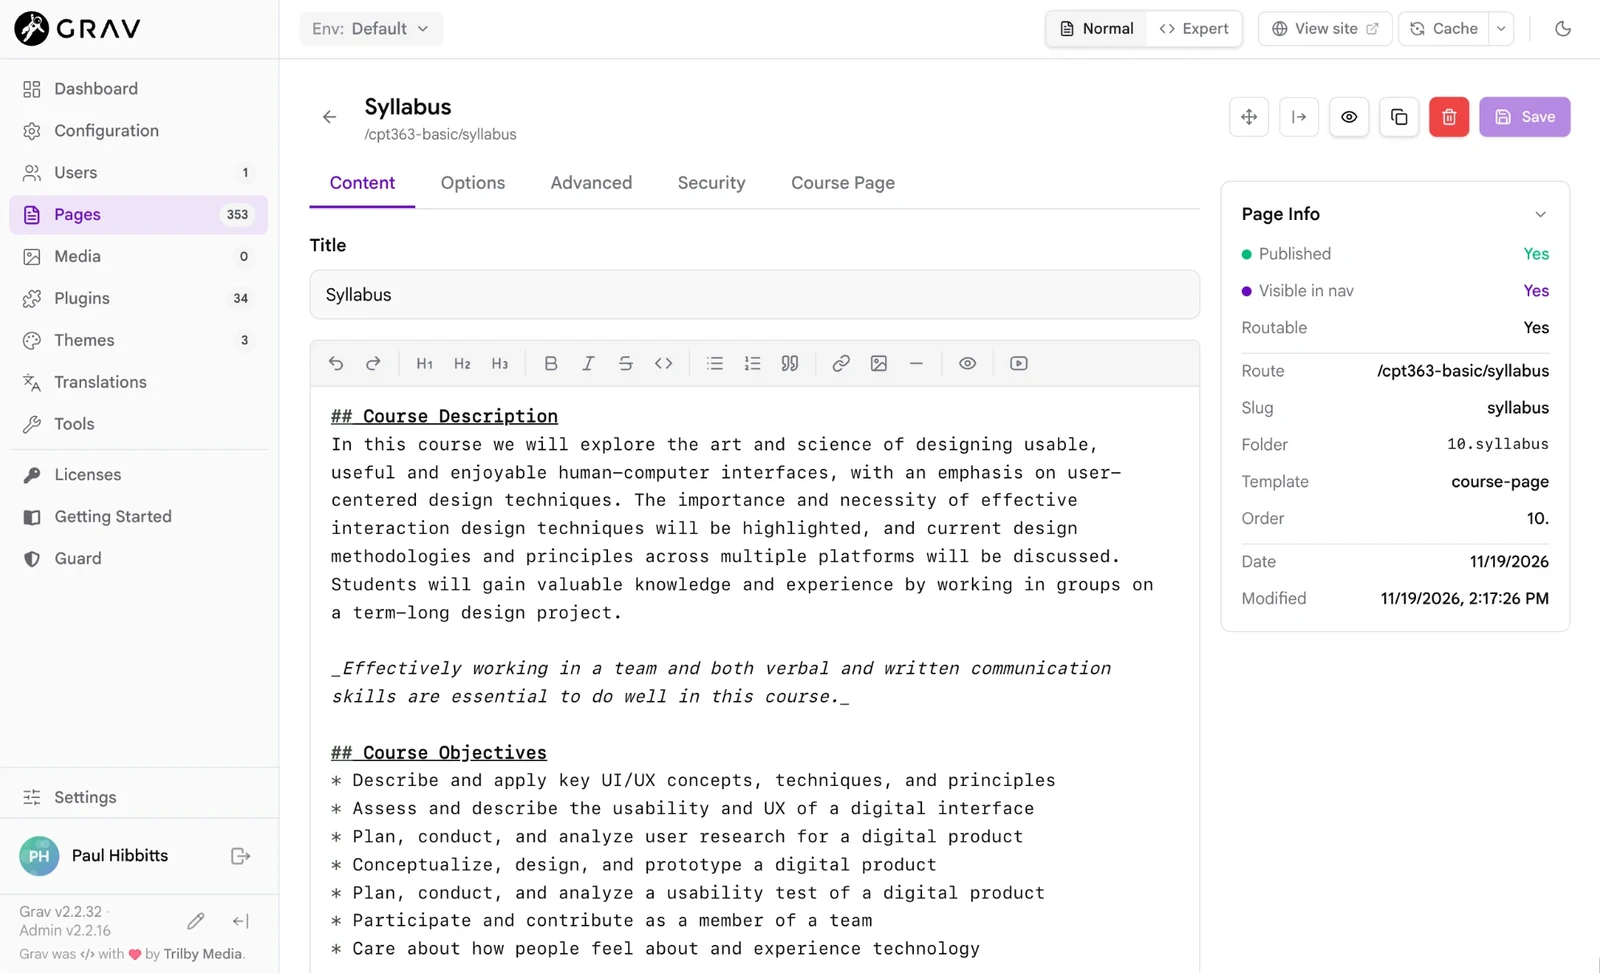 GRAV
Env: Default
Normal
Expert
View site
Cache
Dashboard
Configuration
Users 1
Pages 353
Media 0
Plugins 34
Themes 3
Translations
Tools
Licenses
Getting Started
Guard
Settings
PH Paul Hibbitts
Grav v2.2.32 ·
Admin v2.2.16
Grav was </> with ❤ by Trilby Media.
Syllabus
/cpt363-basic/syllabus
Save
Content
Options
Advanced
Security
Course Page
Title
Syllabus
H1 H2 H3 B I S <>
## Course Description
In this course we will explore the art and science of designing usable,
useful and enjoyable human-computer interfaces, with an emphasis on user-
centered design techniques. The importance and necessity of effective
interaction design techniques will be highlighted, and current design
methodologies and principles across multiple platforms will be discussed.
Students will gain valuable knowledge and experience by working in groups on
a term-long design project.
_Effectively working in a team and both verbal and written communication
skills are essential to do well in this course._
## Course Objectives
* Describe and apply key UI/UX concepts, techniques, and principles
* Assess and describe the usability and UX of a digital interface
* Plan, conduct, and analyze user research for a digital product
* Conceptualize, design, and prototype a digital product
* Plan, conduct, and analyze a usability test of a digital product
* Participate and contribute as a member of a team
* Care about how people feel about and experience technology
Page Info
Published Yes
Visible in nav Yes
Routable Yes
Route /cpt363-basic/syllabus
Slug syllabus
Folder 10.syllabus
Template course-page
Order 10.
Date 11/19/2026
Modified 11/19/2026, 2:17:26 PM